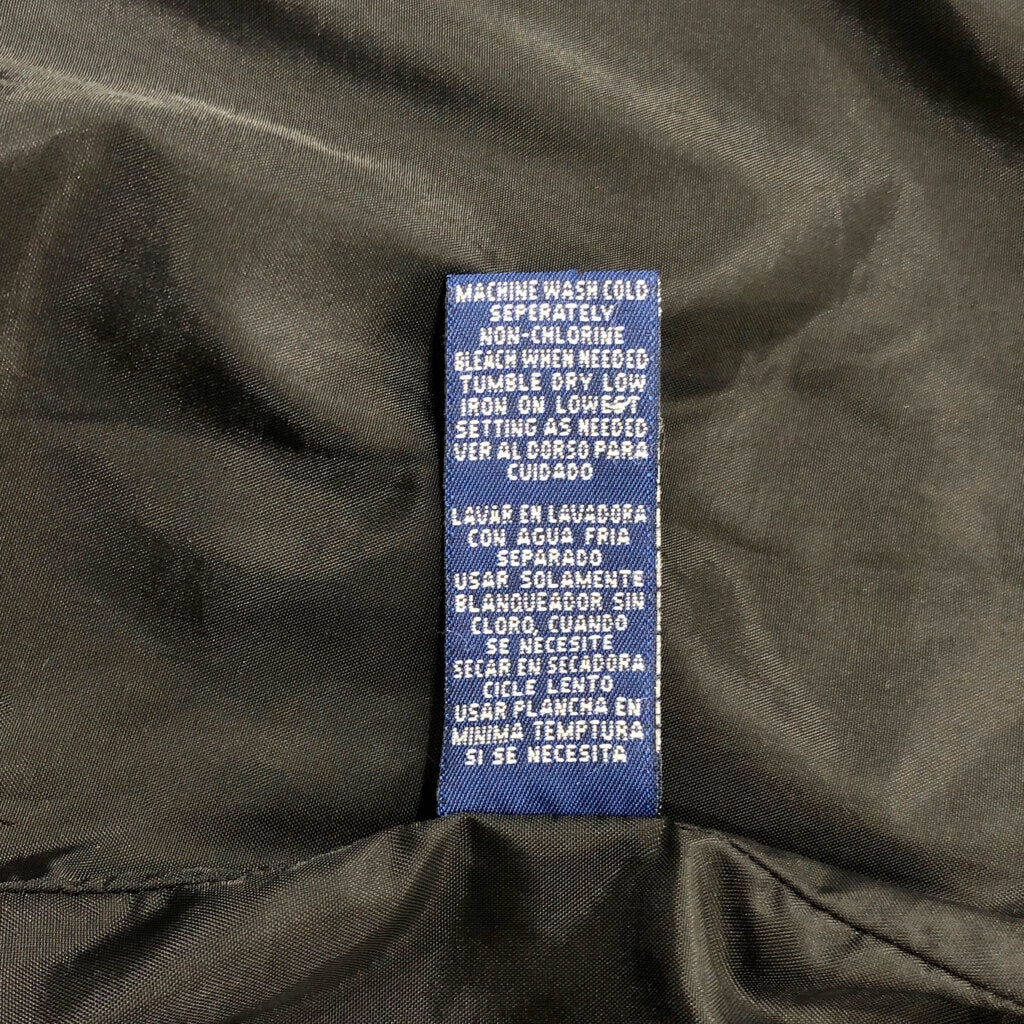 MACHINE WASH COLD
SEPERATELY
NON-CHLORINE
BLEACH WHEN NEEDED
TUMBLE DRY LOW
IRON ON LOWEST
SETTING AS NEEDED
VER AL DORSO PARA
CUIDADO
LAVAR EN LAVADORA
CON AGUA FRIA
SEPARADO
USAR SOLAMENTE
BLANQUEADOR SIN
CLORO, CUANDO
SE NECESITE
SECAR EN SECADORA
CICLE LENTO
USAR PLANCHA EN
MINIMA TEMPTURA
SI SE NECESITA